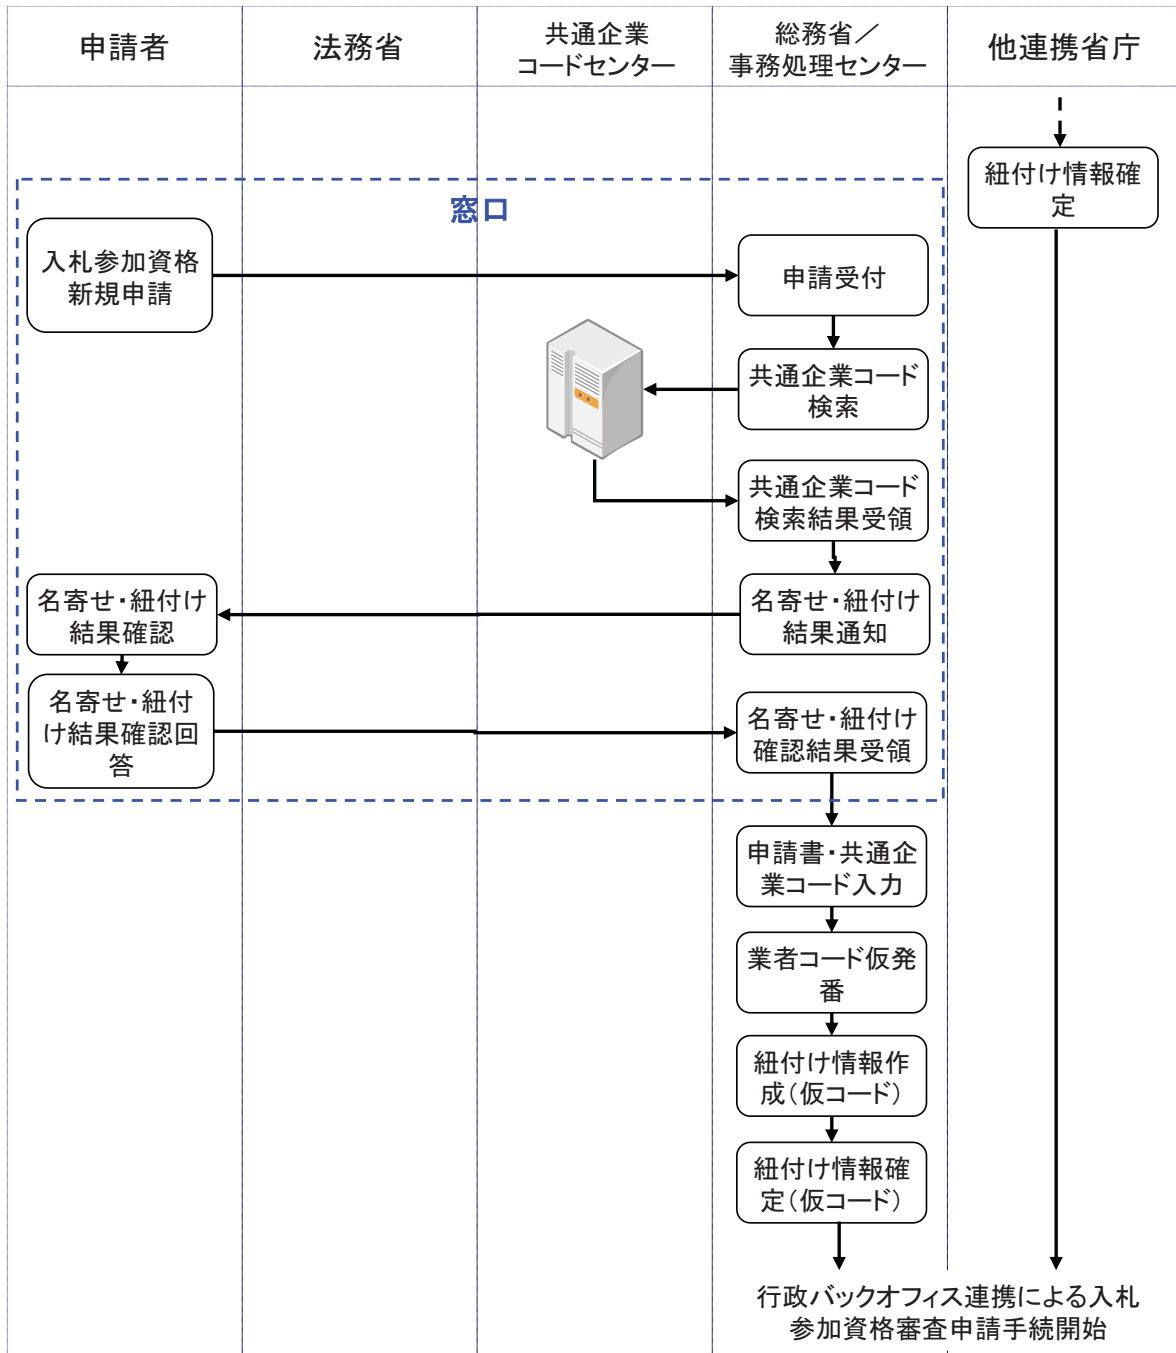 申請者
法務省
共通企業
コードセンター
総務省／
事務処理センター
他連携省庁
紐付け情報確
定
窓口
入札参加資格
新規申請
申請受付
共通企業コード
検索
共通企業コード
検索結果受領
名寄せ・紐付け
結果通知
名寄せ・紐付け
結果確認
名寄せ・紐付
け結果確認回
答
名寄せ・紐付け
確認結果受領
申請書・共通企
業コード入力
業者コード仮発
番
紐付け情報作
成（仮コード）
紐付け情報確
定（仮コード）
行政バックオフィス連携による入札
参加資格審査申請手続開始